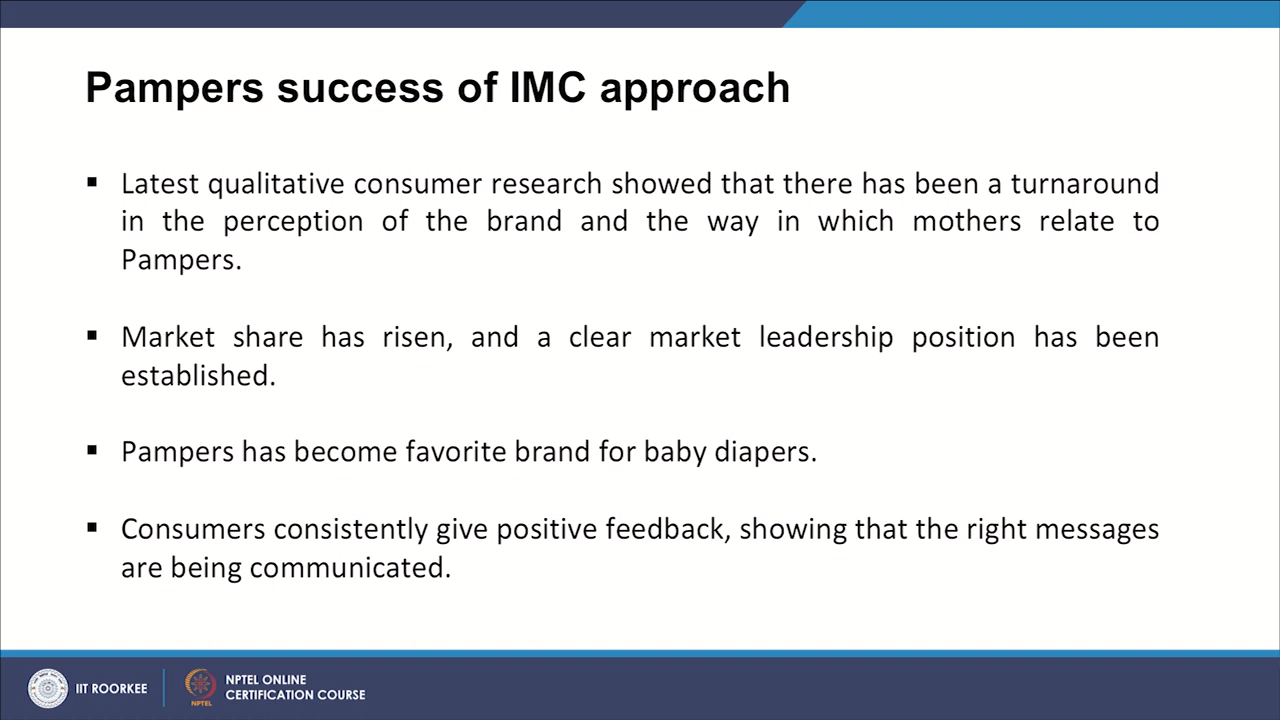 Pampers success of IMC approach
▪ Latest qualitative consumer research showed that there has been a turnaround
in the perception of the brand and the way in which mothers relate to
Pampers.
▪ Market share has risen, and a clear market leadership position has been
established.
▪ Pampers has become favorite brand for baby diapers.
▪ Consumers consistently give positive feedback, showing that the right messages
are being communicated.
IIT ROORKEE
NPTEL
NPTEL ONLINE
CERTIFICATION COURSE